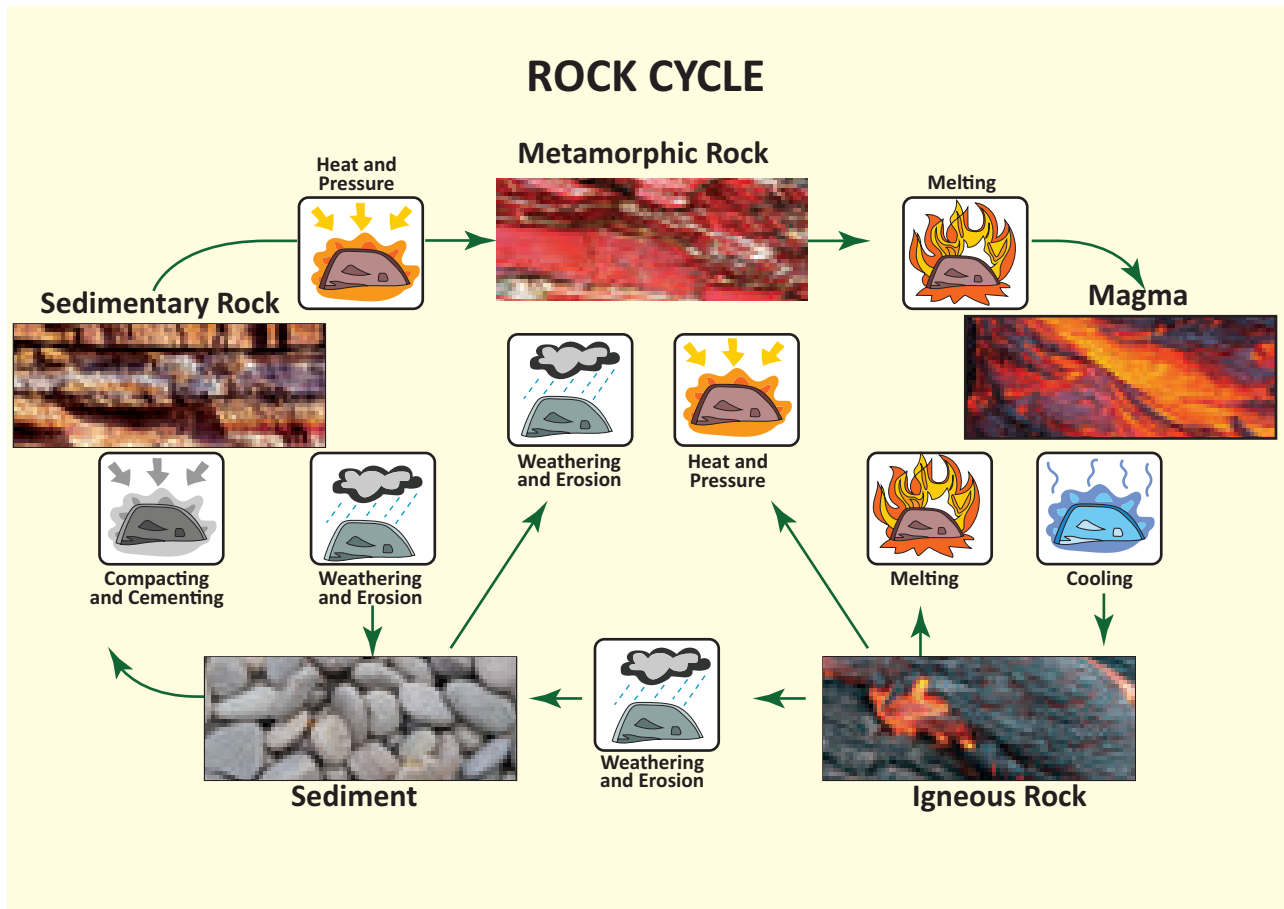 ROCK CYCLE
Metamorphic Rock
Heat and
Pressure
Melting
Sedimentary Rock
Magma
Weathering
and Erosion
Heat and
Pressure
Compacting
and Cementing
Weathering
and Erosion
Melting
Cooling
Weathering
and Erosion
Sediment
Igneous Rock